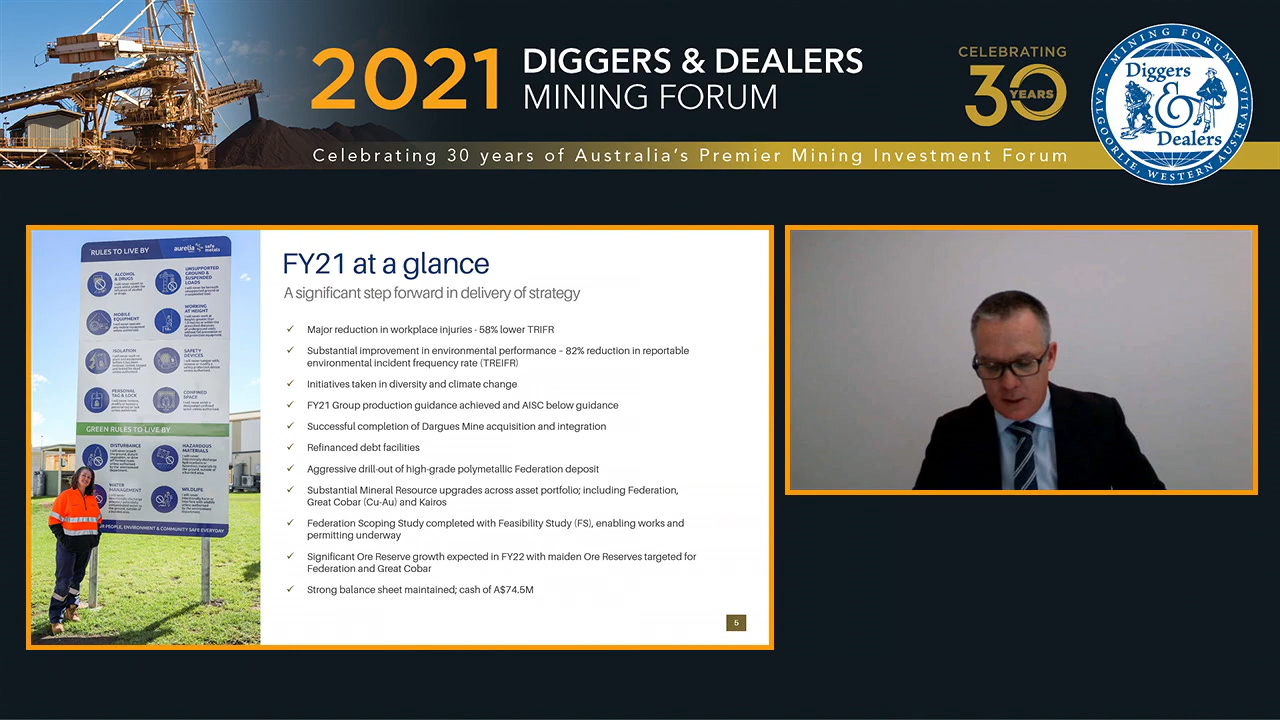 2021 DIGGERS & DEALERS
MINING FORUM
CELEBRATING
30
YEARS
Celebrating 30 years of Australia's Premier Mining Investment Forum
MINING FORUM
Diggers
&
Dealers
KALGOORLIE, WESTERN AUSTRALIA
RULES TO LIVE BY
aurelia
safe
metals
ALCOHOL
& DRUGS
UNSUPPORTED
GROUND &
SUSPENDED
LOADS
MOBILE
EQUIPMENT
WORKING
AT HEIGHT
ISOLATION
SAFETY
DEVICES
PERSONAL
TAG & LOCK
CONFINED
SPACE
GREEN RULES TO LIVE BY
DISTURBANCE
HAZARDOUS
MATERIALS
WATER
MANAGEMENT
WILDLIFE
PEOPLE, ENVIRONMENT & COMMUNITY SAFE EVERYDAY
FY21 at a glance
A significant step forward in delivery of strategy
✓ Major reduction in workplace injuries - 58% lower TRIFR
✓ Substantial improvement in environmental performance – 82% reduction in reportable
environmental incident frequency rate (TREIFR)
✓ Initiatives taken in diversity and climate change
✓ FY21 Group production guidance achieved and AISC below guidance
✓ Successful completion of Dargues Mine acquisition and integration
✓ Refinanced debt facilities
✓ Aggressive drill-out of high-grade polymetallic Federation deposit
✓ Substantial Mineral Resource upgrades across asset portfolio; including Federation,
Great Cobar (Cu-Au) and Kairos
✓ Federation Scoping Study completed with Feasibility Study (FS), enabling works and
permitting underway
✓ Significant Ore Reserve growth expected in FY22 with maiden Ore Reserves targeted for
Federation and Great Cobar
✓ Strong balance sheet maintained; cash of A$74.5M
5